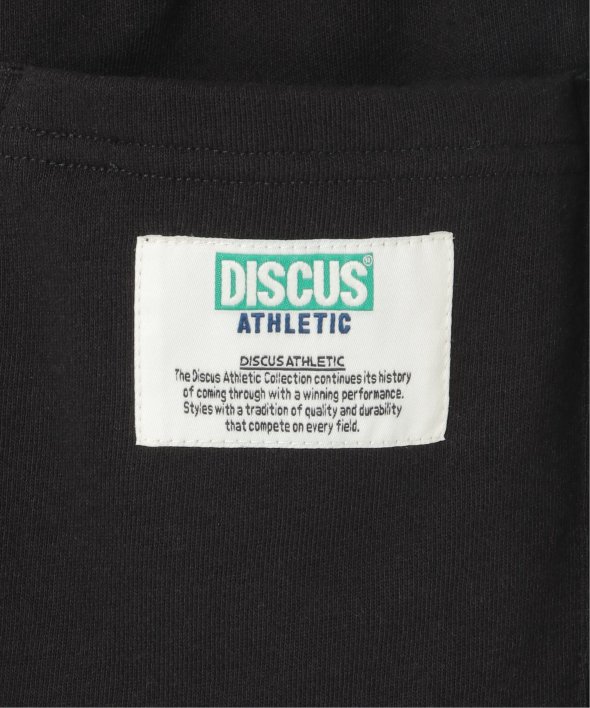 DISCUS®
ATHLETIC
DISCUS ATHLETIC
The Discus Athletic Collection continues its history
of coming through with a winning performance.
Styles with a tradition of quality and durability
that compete on every field.